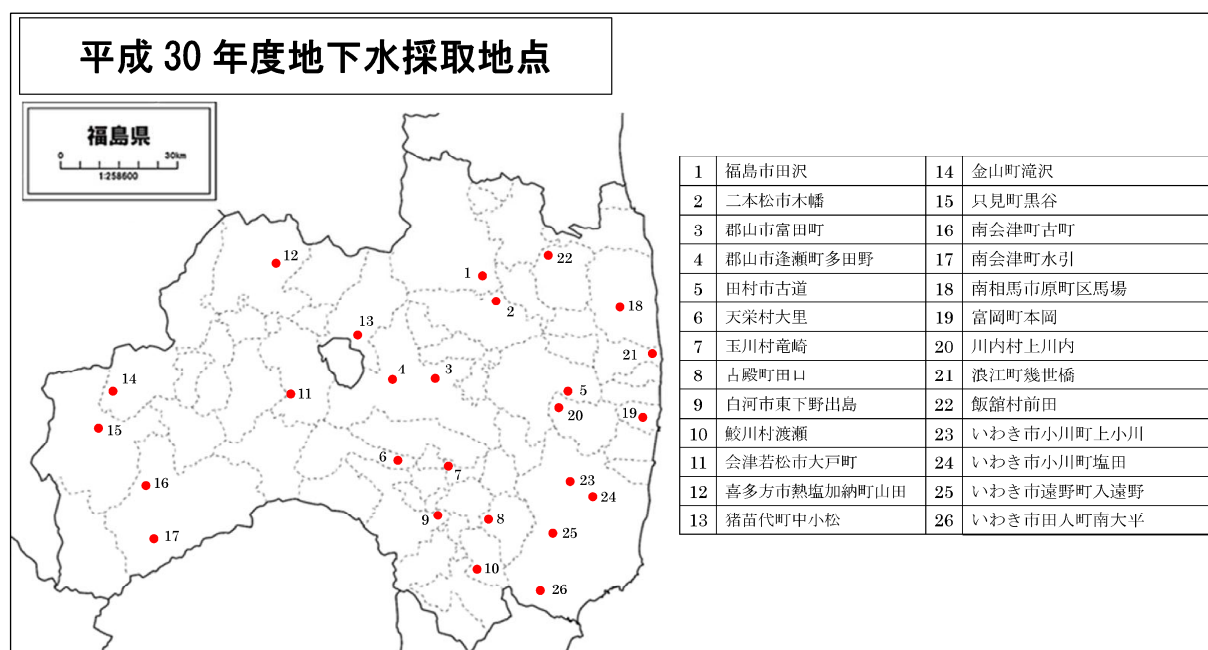 平成 30 年度地下水採取地点
福島県
0 30km
1:258600
12
22
1
2
18
13
21
14
4
3
5
11
20
19
15
6
7
16
23
24
9
8
25
17
10
26
1 福島市田沢 14 金山町滝沢
2 二本松市木幡 15 只見町黒谷
3 郡山市富田町 16 南会津町古町
4 郡山市逢瀬町多田野 17 南会津町水引
5 田村市古道 18 南相馬市原町区馬場
6 天栄村大里 19 富岡町本岡
7 玉川村竜崎 20 川内村上川内
8 古殿町田口 21 浪江町幾世橋
9 白河市東下野出島 22 飯舘村前田
10 鮫川村渡瀬 23 いわき市小川町上小川
11 会津若松市大戸町 24 いわき市小川町塩田
12 喜多方市熱塩加納町山田 25 いわき市遠野町入遠野
13 猪苗代町中小松 26 いわき市田人町南大平